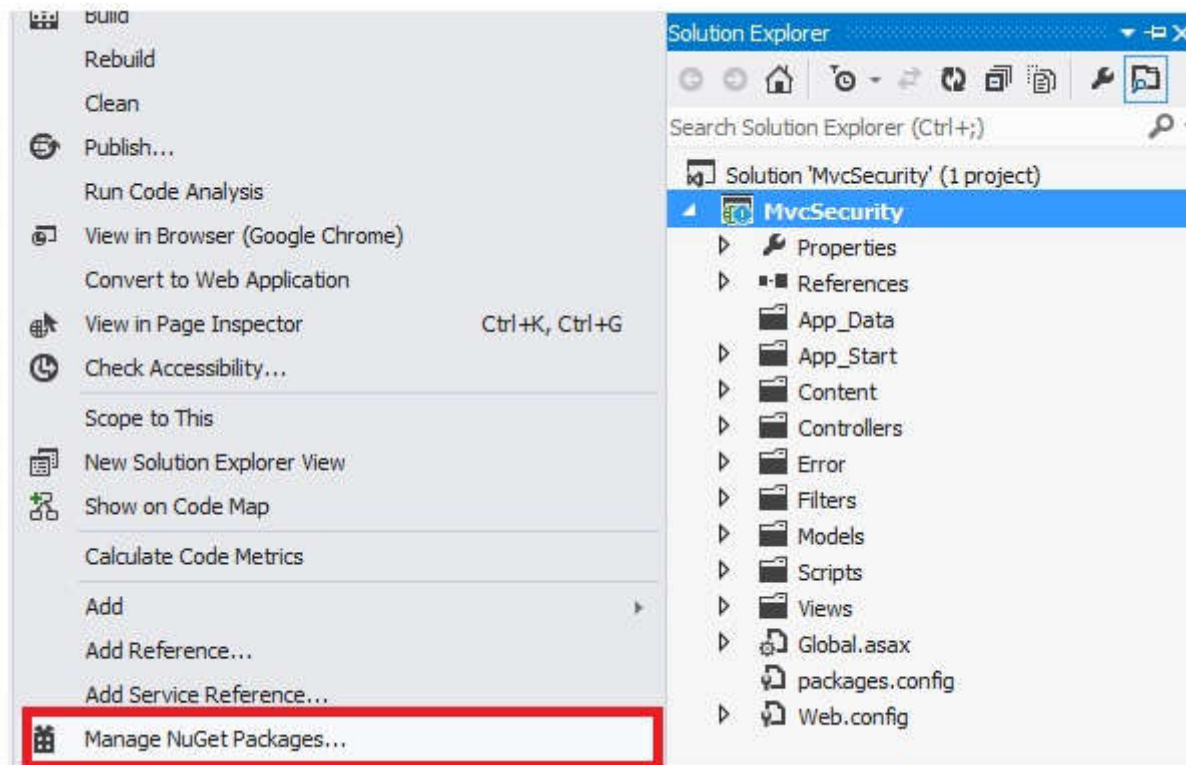 Build
Rebuild
Clean
Publish...
Run Code Analysis
View in Browser (Google Chrome)
Convert to Web Application
View in Page Inspector Ctrl+K, Ctrl+G
Check Accessibility...
Scope to This
New Solution Explorer View
Show on Code Map
Calculate Code Metrics
Add
Add Reference...
Add Service Reference...
Manage NuGet Packages...
Solution Explorer
Search Solution Explorer (Ctrl+;)
Solution 'MvcSecurity' (1 project)
MvcSecurity
Properties
References
App_Data
App_Start
Content
Controllers
Error
Filters
Models
Scripts
Views
Global.asax
packages.config
Web.config